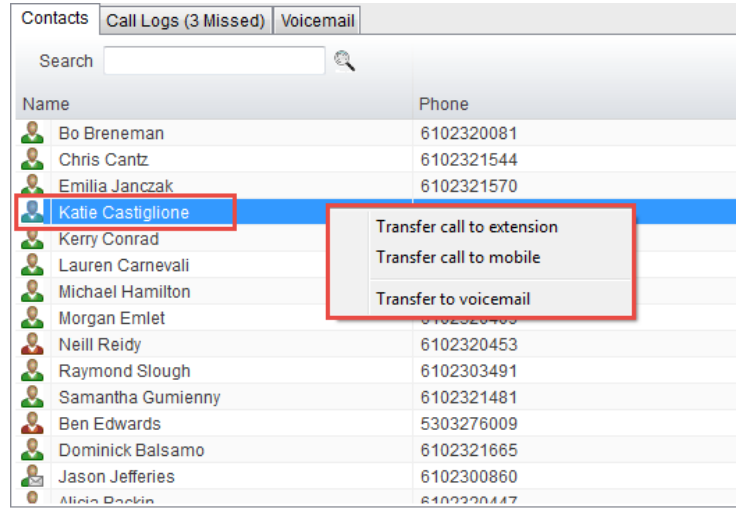 Contacts Call Logs (3 Missed) Voicemail
Search
Name Phone
Bo Breneman 6102320081
Chris Cantz 6102321544
Emilia Janczak 6102321570
Katie Castiglione
Transfer call to extension
Kerry Conrad
Transfer call to mobile
Lauren Carnevali
Michael Hamilton
Transfer to voicemail
Morgan Emlet
Neill Reidy 6102320453
Raymond Slough 6102303491
Samantha Gumienny 6102321481
Ben Edwards 5303276009
Dominick Balsamo 6102321665
Jason Jefferies 6102300860
Alicia Packin 6102320447